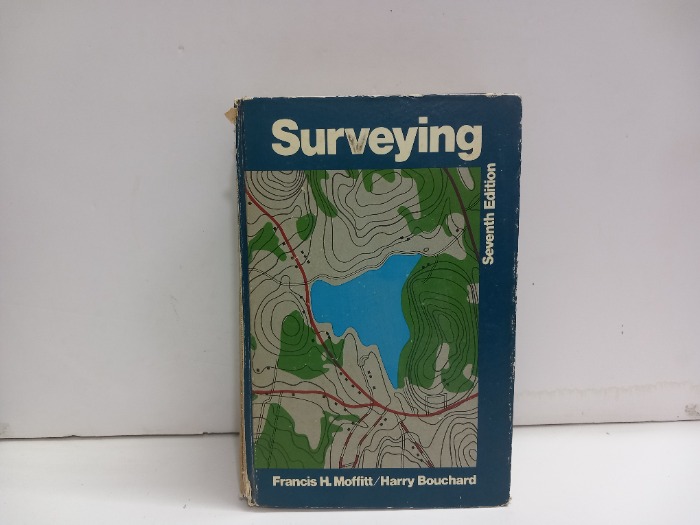 Surveying
Seventh Edition
Francis H. Moffitt/Harry Bouchard